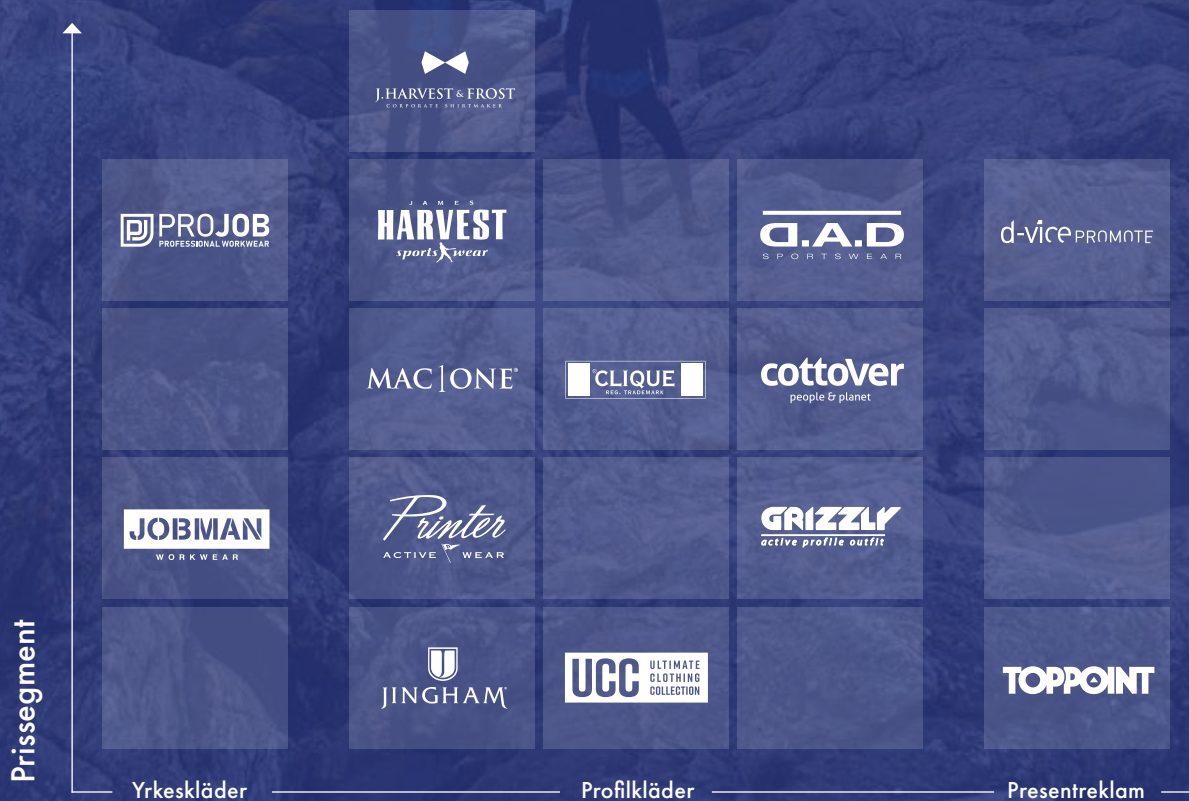 J.HARVEST & FROST
CORPORATE SHIRTMAKER
PJ PROJOB
PROFESSIONAL WORKWEAR
JAMES
HARVEST
sportswear
D.A.D
SPORTSWEAR
d-vice PROMOTE
MAC|ONE®
®CLIQUE
REG. TRADEMARK
cottoVer
people & planet
JOBMAN
WORKWEAR
Printer
ACTIVE WEAR
GRIZZLY
active profile outfit
JINGHAM
UCC ULTIMATE
CLOTHING
COLLECTION
TOPPOINT
Prissegment
Yrkeskläder
Profilkläder
Presentreklam